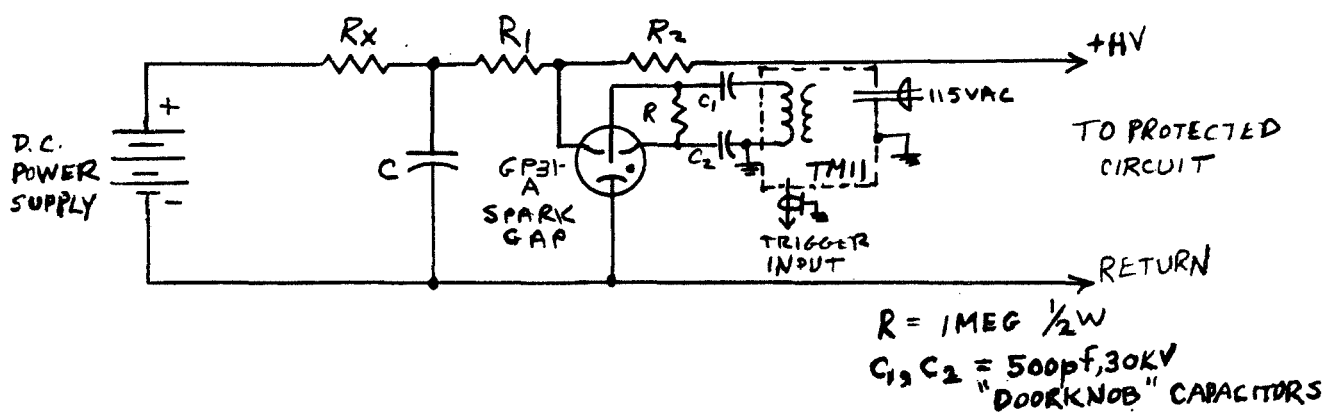 Rx
R1
R2
+HV
+
D.C.
POWER
SUPPLY
-
C
GP31-
A
SPARK
GAP
R
C1
C2
TM11
115VAC
TRIGGER
INPUT
TO PROTECTED
CIRCUIT
RETURN
R = 1MEG 1/2W
C1, C2 = 500pf, 30KV
"DOORKNOB" CAPACITORS